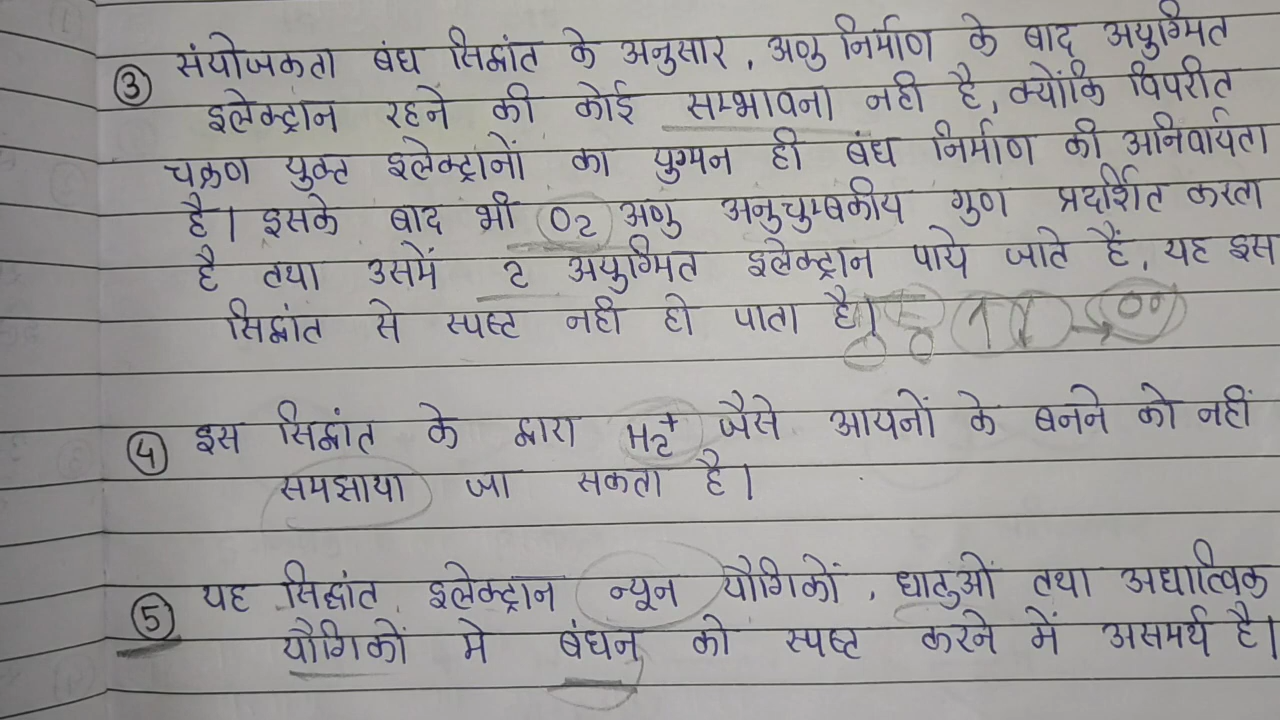 ③ संयोजकता बंध सिद्धांत के अनुसार, अणु निर्माण के बाद अयुग्मित
इलेक्ट्रान रहने की कोई सम्भावना नही है, क्योंकि विपरीत
चक्रण युक्त इलेक्ट्रानों का युग्मन ही बंध निर्माण की अनिवार्यता
है। इसके बाद भी O2 अणु अनुचुम्बकीय गुण प्रदर्शित करता
है तथा उसमें 2 अयुग्मित इलेक्ट्रान पाये जाते हैं, यह इस
सिद्धांत से स्पष्ट नही हो पाता है।
④ इस सिद्धांत के द्वारा H2+ जैसे आयनों के बनने को नहीं
समझाया जा सकता है।
⑤ यह सिद्धांत, इलेक्ट्रान न्यून यौगिकों, धातुओं तथा अधात्विक
यौगिकों मे बंधन को स्पष्ट करने में असमर्थ है।